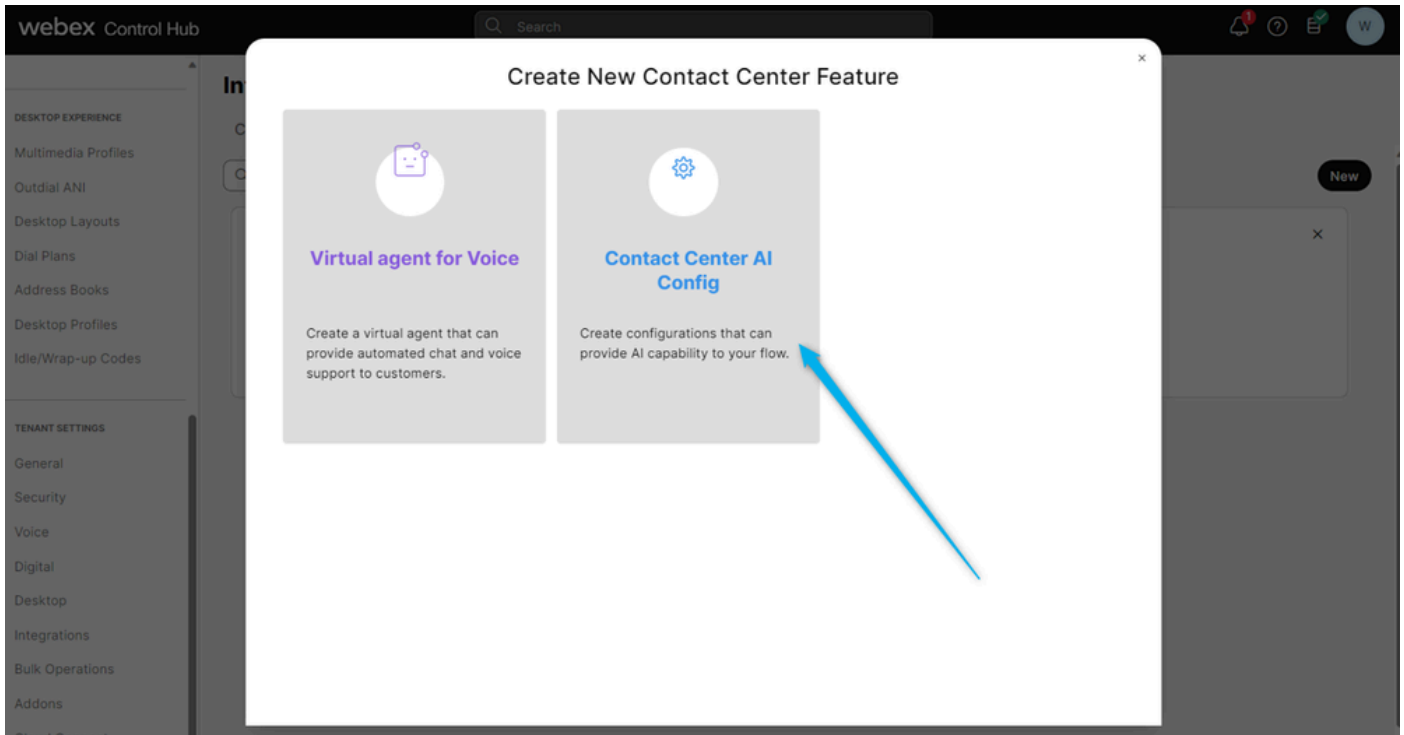 webex Control Hub
Search
1
W
In
C
New
DESKTOP EXPERIENCE
Multimedia Profiles
Outdial ANI
Desktop Layouts
Dial Plans
Address Books
Desktop Profiles
Idle/Wrap-up Codes
TENANT SETTINGS
General
Security
Voice
Digital
Desktop
Integrations
Bulk Operations
Addons
Create New Contact Center Feature
Virtual agent for Voice
Create a virtual agent that can
provide automated chat and voice
support to customers.
Contact Center AI
Config
Create configurations that can
provide AI capability to your flow.